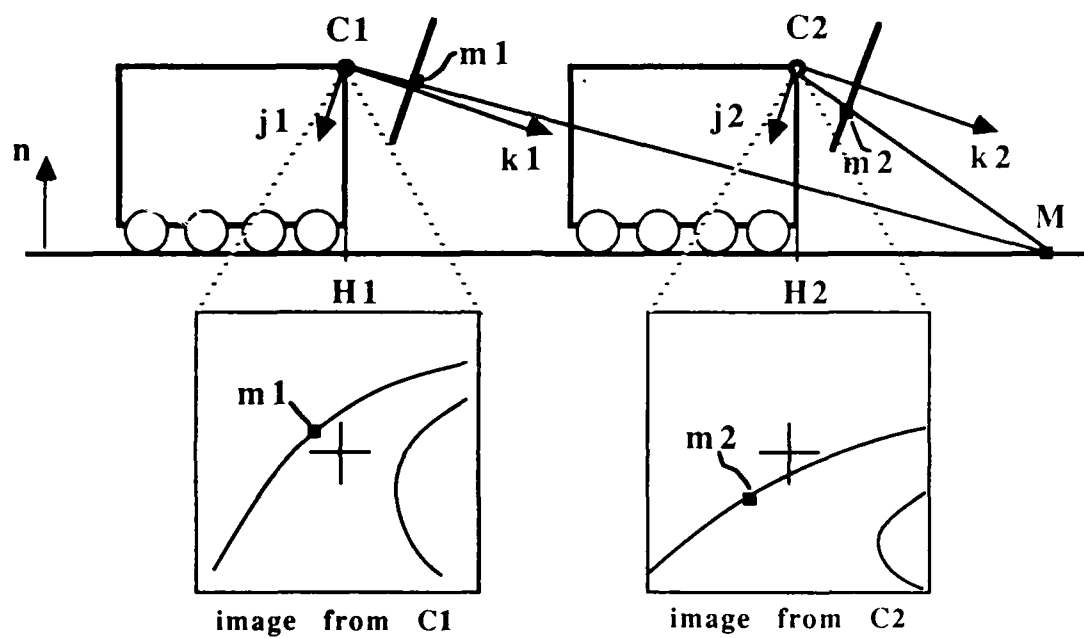 C1
C2
m1
j1
j2
k1
m2
k2
n
M
H1
H2
m1
m2
image from C1
image from C2